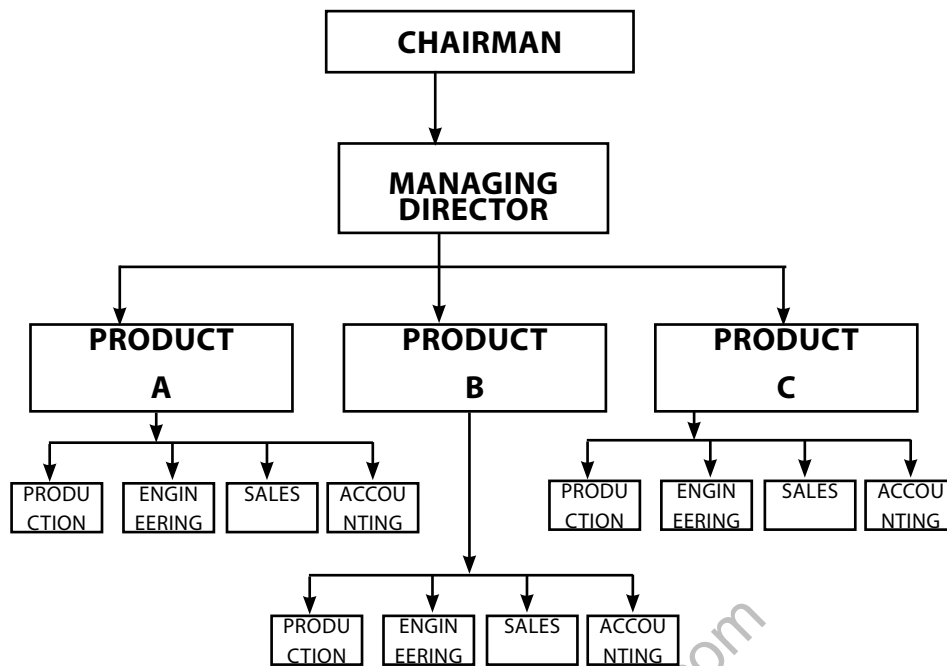 CHAIRMAN
MANAGING
DIRECTOR
PRODUCT
A
PRODUCT
B
PRODUCT
C
PRODU
CTION
ENGIN
EERING
SALES
ACCOU
NTING
PRODU
CTION
ENGIN
EERING
SALES
ACCOU
NTING
PRODU
CTION
ENGIN
EERING
SALES
ACCOU
NTING
com